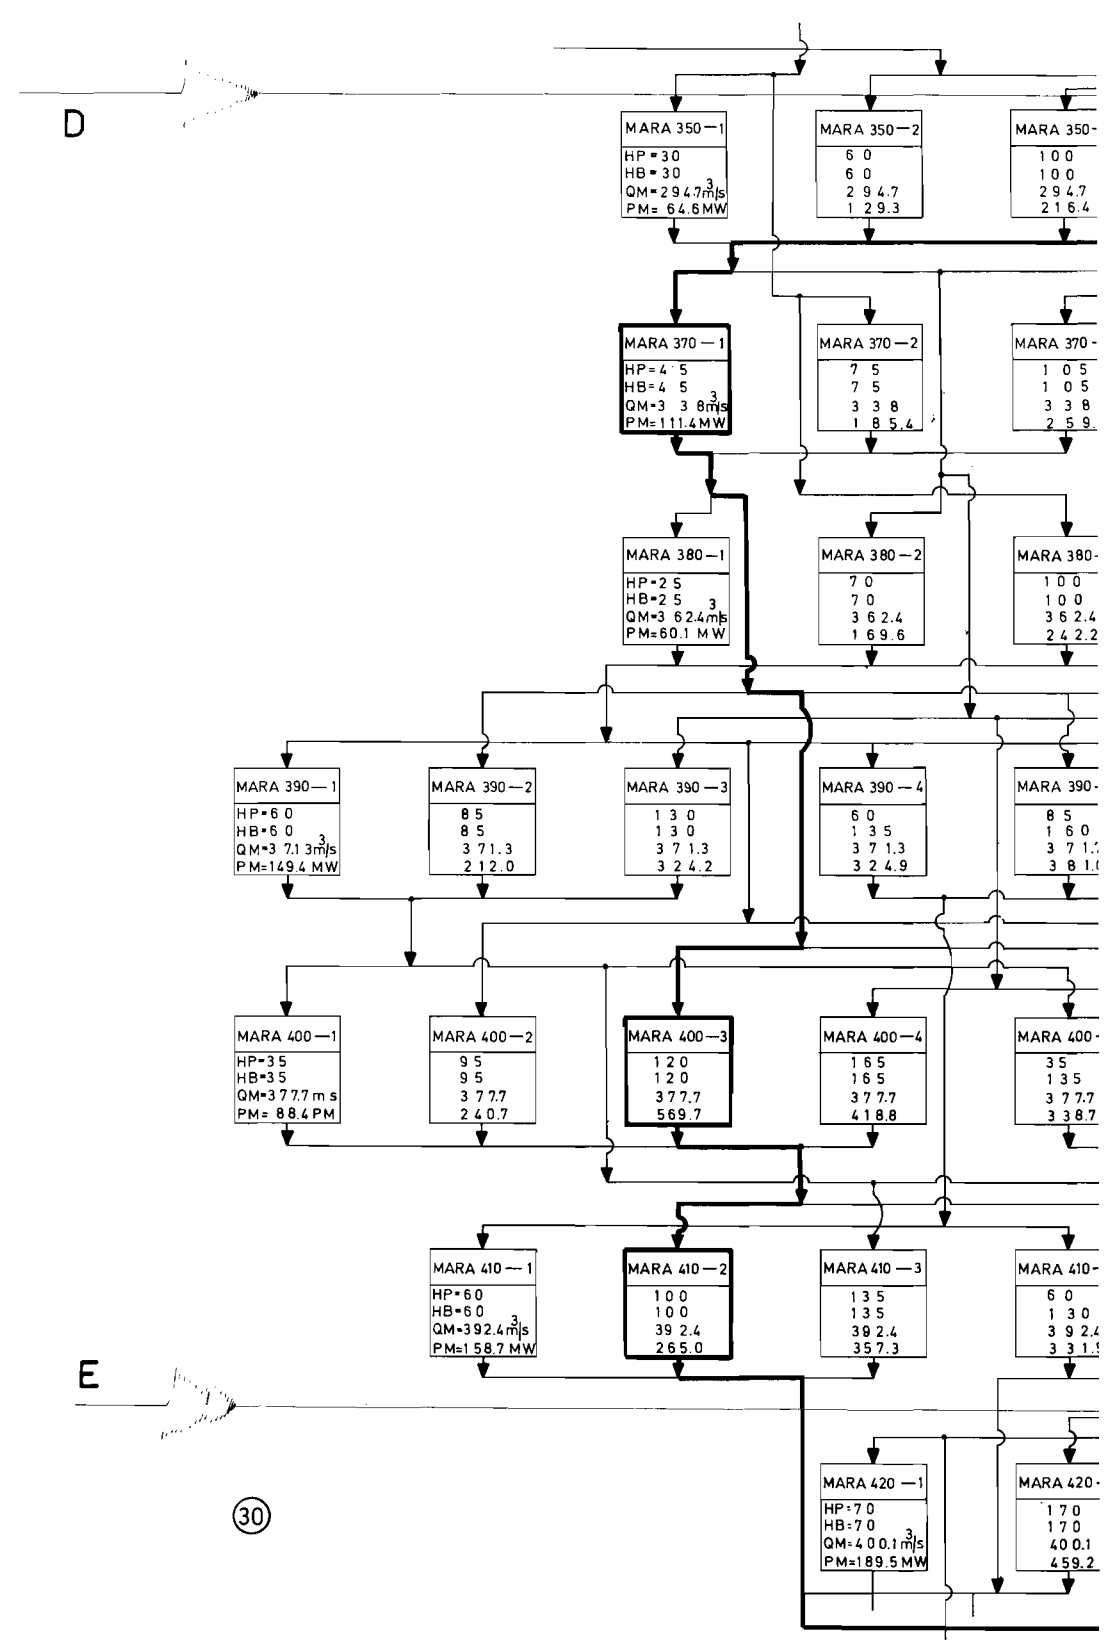 D
MARA 350—1
HP=30
HB=30
QM=294.7m³/s
PM= 64.6MW
MARA 350—2
60
60
294.7
129.3
MARA 350-
100
100
294.7
216.4
MARA 370—1
HP=45
HB=45
QM=338m³/s
PM=111.4MW
MARA 370—2
75
75
338
185.4
MARA 370-
105
105
338
259.
MARA 380—1
HP=25
HB=25
QM=362.4m³/s
PM=60.1 MW
MARA 380—2
70
70
362.4
169.6
MARA 380-
100
100
362.4
242.2
MARA 390—1
HP=60
HB=60
QM=371.3m³/s
PM=149.4 MW
MARA 390—2
85
85
371.3
212.0
MARA 390—3
130
130
371.3
324.2
MARA 390—4
60
135
371.3
324.9
MARA 390-
85
160
371.
381.
MARA 400—1
HP=35
HB=35
QM=377.7m s
PM= 88.4PM
MARA 400—2
95
95
377.7
240.7
MARA 400—3
120
120
377.7
569.7
MARA 400—4
165
165
377.7
418.8
MARA 400-
35
135
377.7
338.7
MARA 410—1
HP=60
HB=60
QM=392.4m³/s
PM=158.7 MW
MARA 410—2
100
100
392.4
265.0
MARA 410—3
135
135
392.4
357.3
MARA 410-
60
130
392.4
331.
E
MARA 420—1
HP=70
HB=70
QM=400.1m³/s
PM=189.5MW
MARA 420-
170
170
400.1
459.2
30